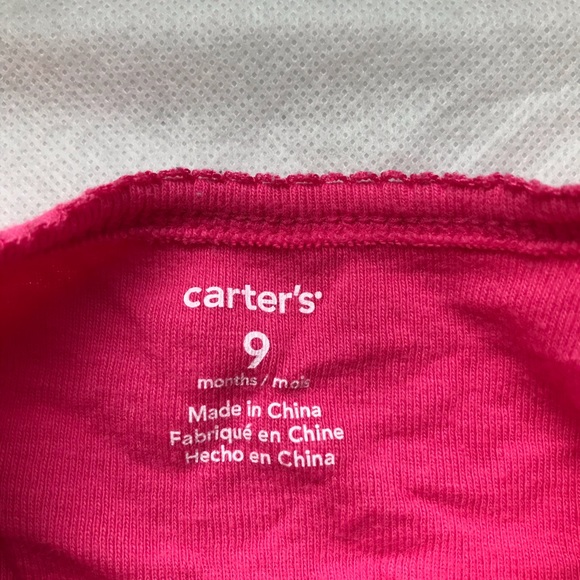 carter's
9
months / mois
Made in China
Fabriqué en Chine
Hecho en China